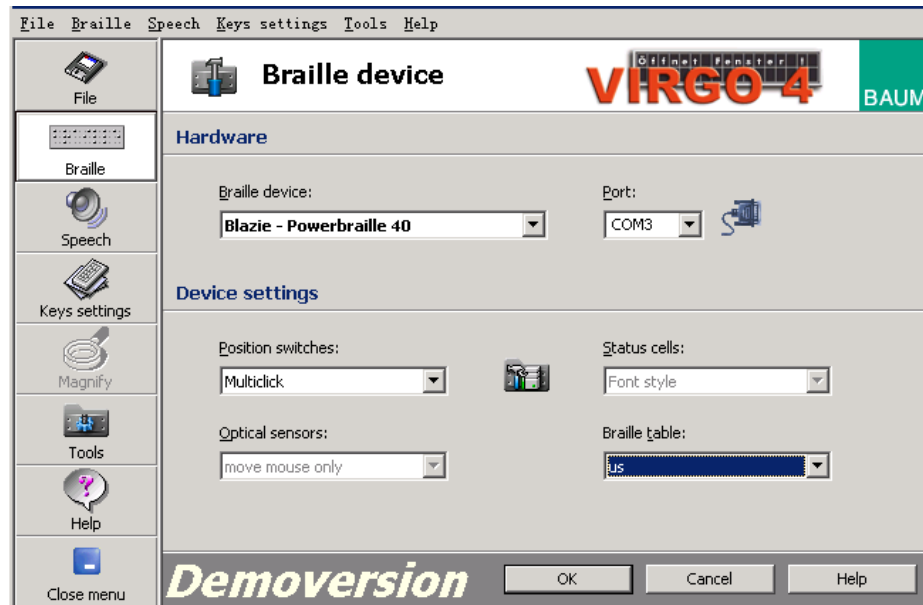 File Braille Speech Keys settings Tools Help
File
Braille
Speech
Keys settings
Magnify
Tools
Help
Close menu
Braille device
Öffnet Fenster !
VIRGO 4
BAUM
Hardware
Braille device:
Blazie - Powerbraille 40
Port:
COM3
Device settings
Position switches:
Multiclick
Status cells:
Font style
Optical sensors:
move mouse only
Braille table:
us
Demoversion
OK
Cancel
Help